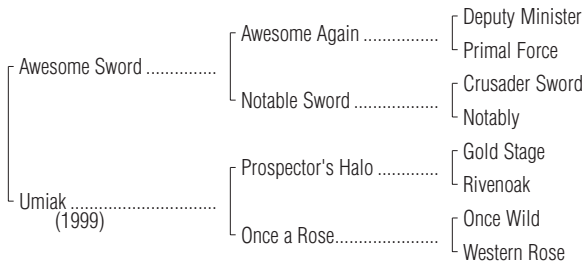 Deputy Minister
Awesome Again ................
Primal Force
Awesome Sword ...............
Crusader Sword
Notable Sword ..................
Notably
Gold Stage
Prospector's Halo .............
Rivenoak
Umiak ...............................
(1999)
Once Wild
Once a Rose......................
Western Rose